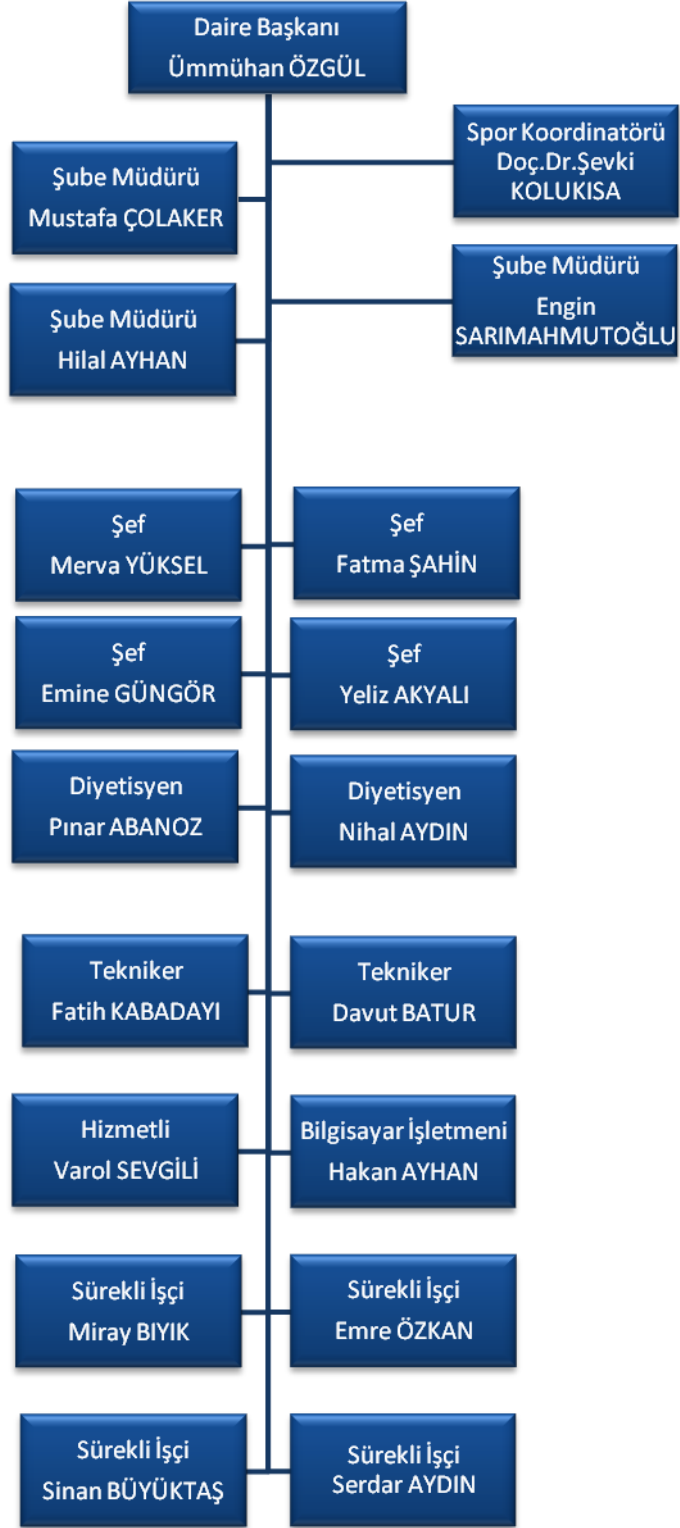 Daire Başkanı
Ümmühan ÖZGÜL
Spor Koordinatörü
Doç.Dr.Şevki
KOLUKISA
Şube Müdürü
Mustafa ÇOLAKER
Şube Müdürü
Engin
SARIMAHMUTOĞLU
Şube Müdürü
Hilal AYHAN
Şef
Merva YÜKSEL
Şef
Fatma ŞAHİN
Şef
Emine GÜNGÖR
Şef
Yeliz AKYALI
Diyetisyen
Pınar ABANOZ
Diyetisyen
Nihal AYDIN
Tekniker
Fatih KABADAYI
Tekniker
Davut BATUR
Hizmetli
Varol SEVGİLİ
Bilgisayar İşletmeni
Hakan AYHAN
Sürekli İşçi
Miray BIYIK
Sürekli İşçi
Emre ÖZKAN
Sürekli İşçi
Sinan BÜYÜKTAŞ
Sürekli İşçi
Serdar AYDIN